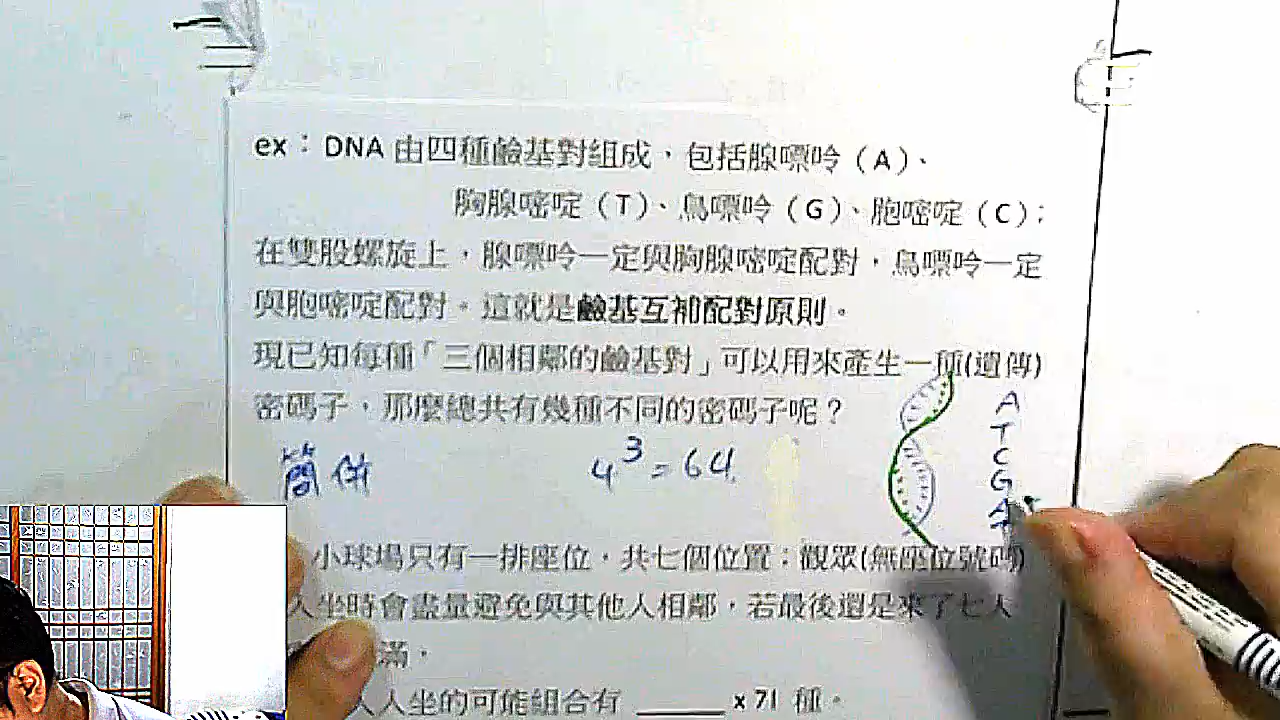 ex：DNA 由四種鹼基對組成、包括腺嘌呤（A）、
胸腺嘧啶（T）、鳥嘌呤（G）、胞嘧啶（C）；
在雙股螺旋上，腺嘌呤一定與胸腺嘧啶配對，鳥嘌呤一定
與胞嘧啶配對。這就是鹼基互補配對原則。
現已知每種「三個相鄰的鹼基對」可以用來產生一種(遺傳)
密碼子，那麼總共有幾種不同的密碼子呢？
簡併
4³=64.
A
T
C
G
A
小球場只有一排座位，共七個位置：觀眾(無座位號碼)
人坐時會盡量避免與其他人相鄰，若最後還是來了七人
滿，
人人坐的可能組合有 ______ x 7! 種。